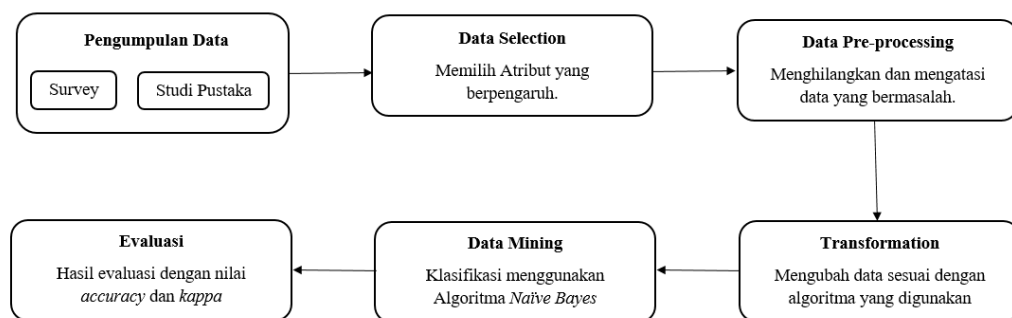 Pengumpulan Data
Survey
Studi Pustaka
Data Selection
Memilih Atribut yang
berpengaruh.
Data Pre-processing
Menghilangkan dan mengatasi
data yang bermasalah.
Transformation
Mengubah data sesuai dengan
algoritma yang digunakan
Data Mining
Klasifikasi menggunakan
Algoritma Naïve Bayes
Evaluasi
Hasil evaluasi dengan nilai
accuracy dan kappa